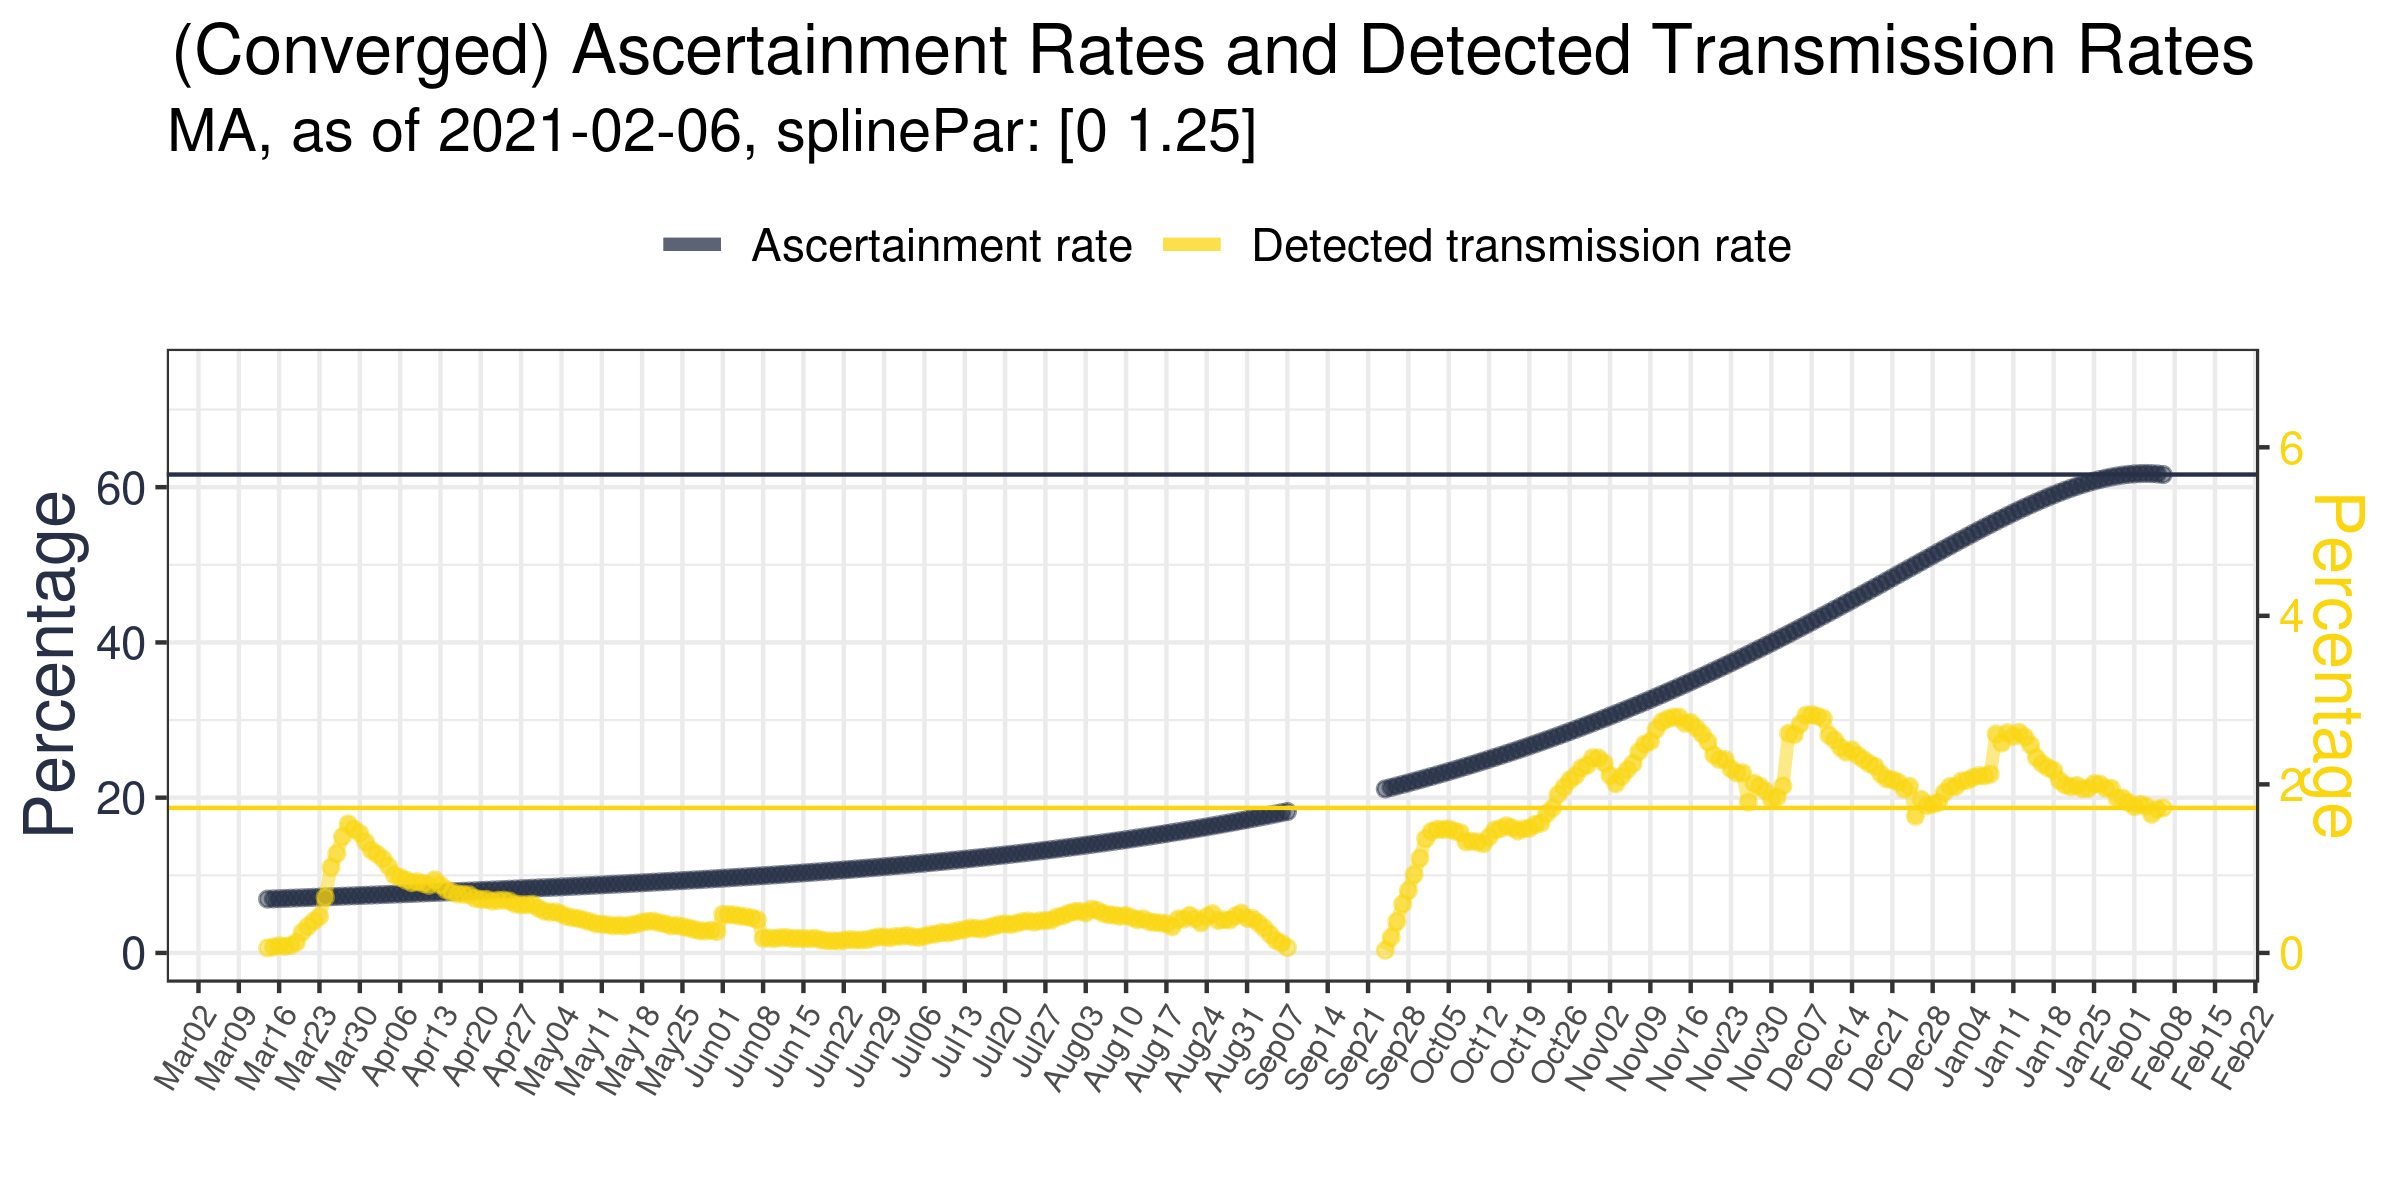 (Converged) Ascertainment Rates and Detected Transmission Rates
MA, as of 2021-02-06, splinePar: [0 1.25]
Ascertainment rate Detected transmission rate
Percentage
60
40
20
0
6
4
2
0
Percentage
Mar02 Mar09 Mar16 Mar23 Mar30 Apr06 Apr13 Apr20 Apr27 May04 May11 May18 May25 Jun01 Jun08 Jun15 Jun22 Jun29 Jul06 Jul13 Jul20 Jul27 Aug03 Aug10 Aug17 Aug24 Aug31 Sep07 Sep14 Sep21 Sep28 Oct05 Oct12 Oct19 Oct26 Nov02 Nov09 Nov16 Nov23 Nov30 Dec07 Dec14 Dec21 Dec28 Jan04 Jan11 Jan18 Jan25 Feb01 Feb08 Feb15 Feb22